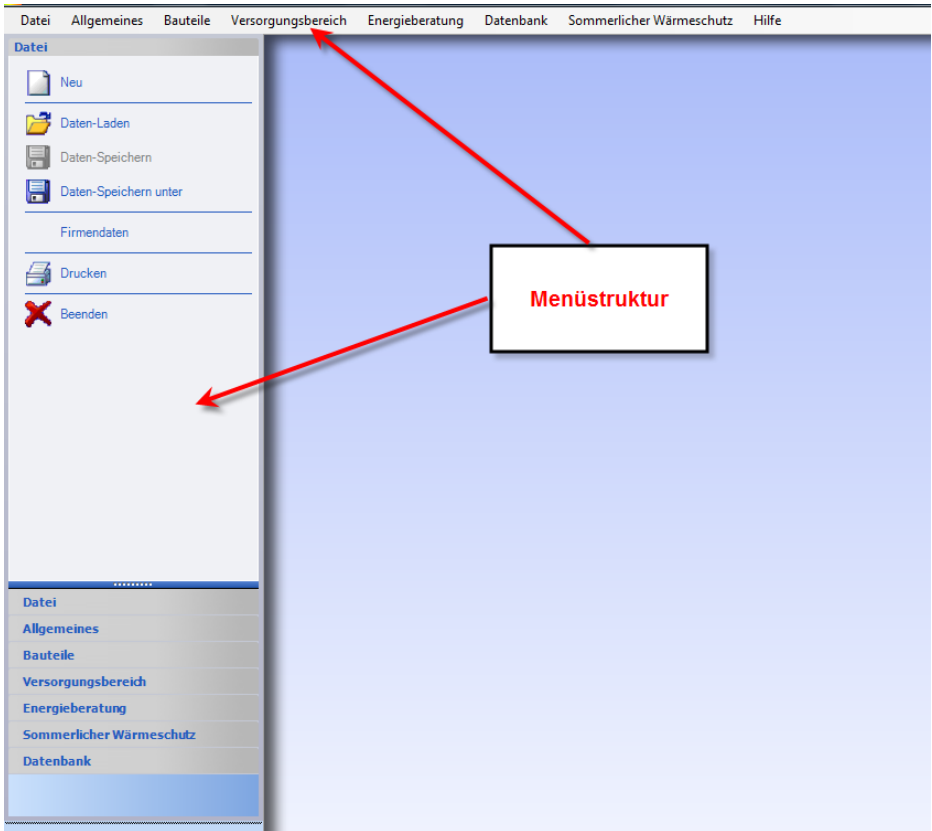 Datei Allgemeines Bauteile Versorgungsbereich Energieberatung Datenbank Sommerlicher Wärmeschutz Hilfe
Datei
Neu
Daten-Laden
Daten-Speichern
Daten-Speichern unter
Firmendaten
Drucken
Beenden
Menüstruktur
Datei
Allgemeines
Bauteile
Versorgungsbereich
Energieberatung
Sommerlicher Wärmeschutz
Datenbank